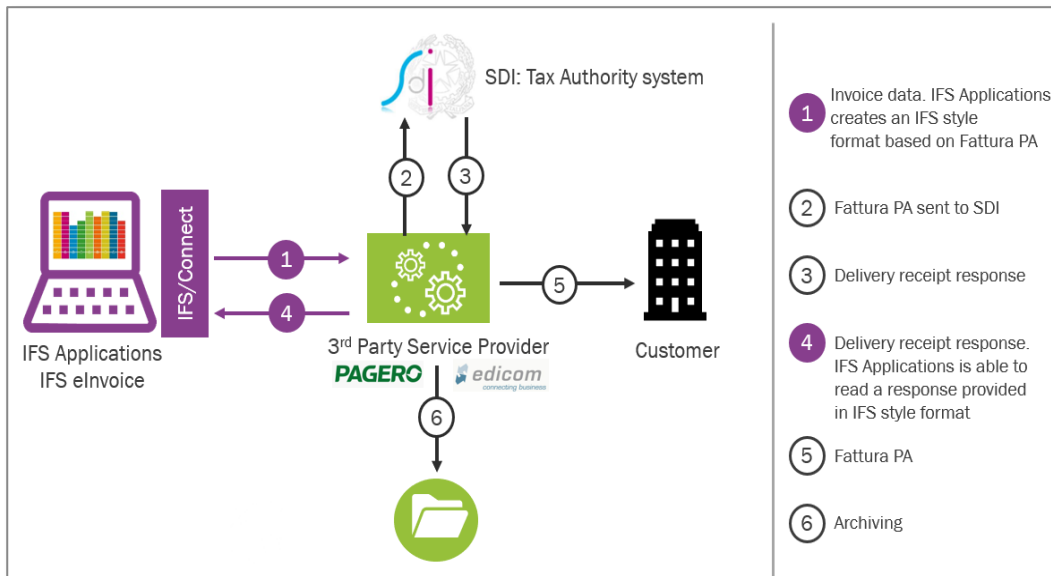 sdi
SDI: Tax Authority system
2
3
IFS/Connect
1
4
5
IFS Applications
IFS eInvoice
3rd Party Service Provider
PAGERO
edicom
connecting business
Customer
6
1
Invoice data. IFS Applications
creates an IFS style
format based on Fattura PA
2
Fattura PA sent to SDI
3
Delivery receipt response
4
Delivery receipt response.
IFS Applications is able to
read a response provided
in IFS style format
5
Fattura PA
6
Archiving